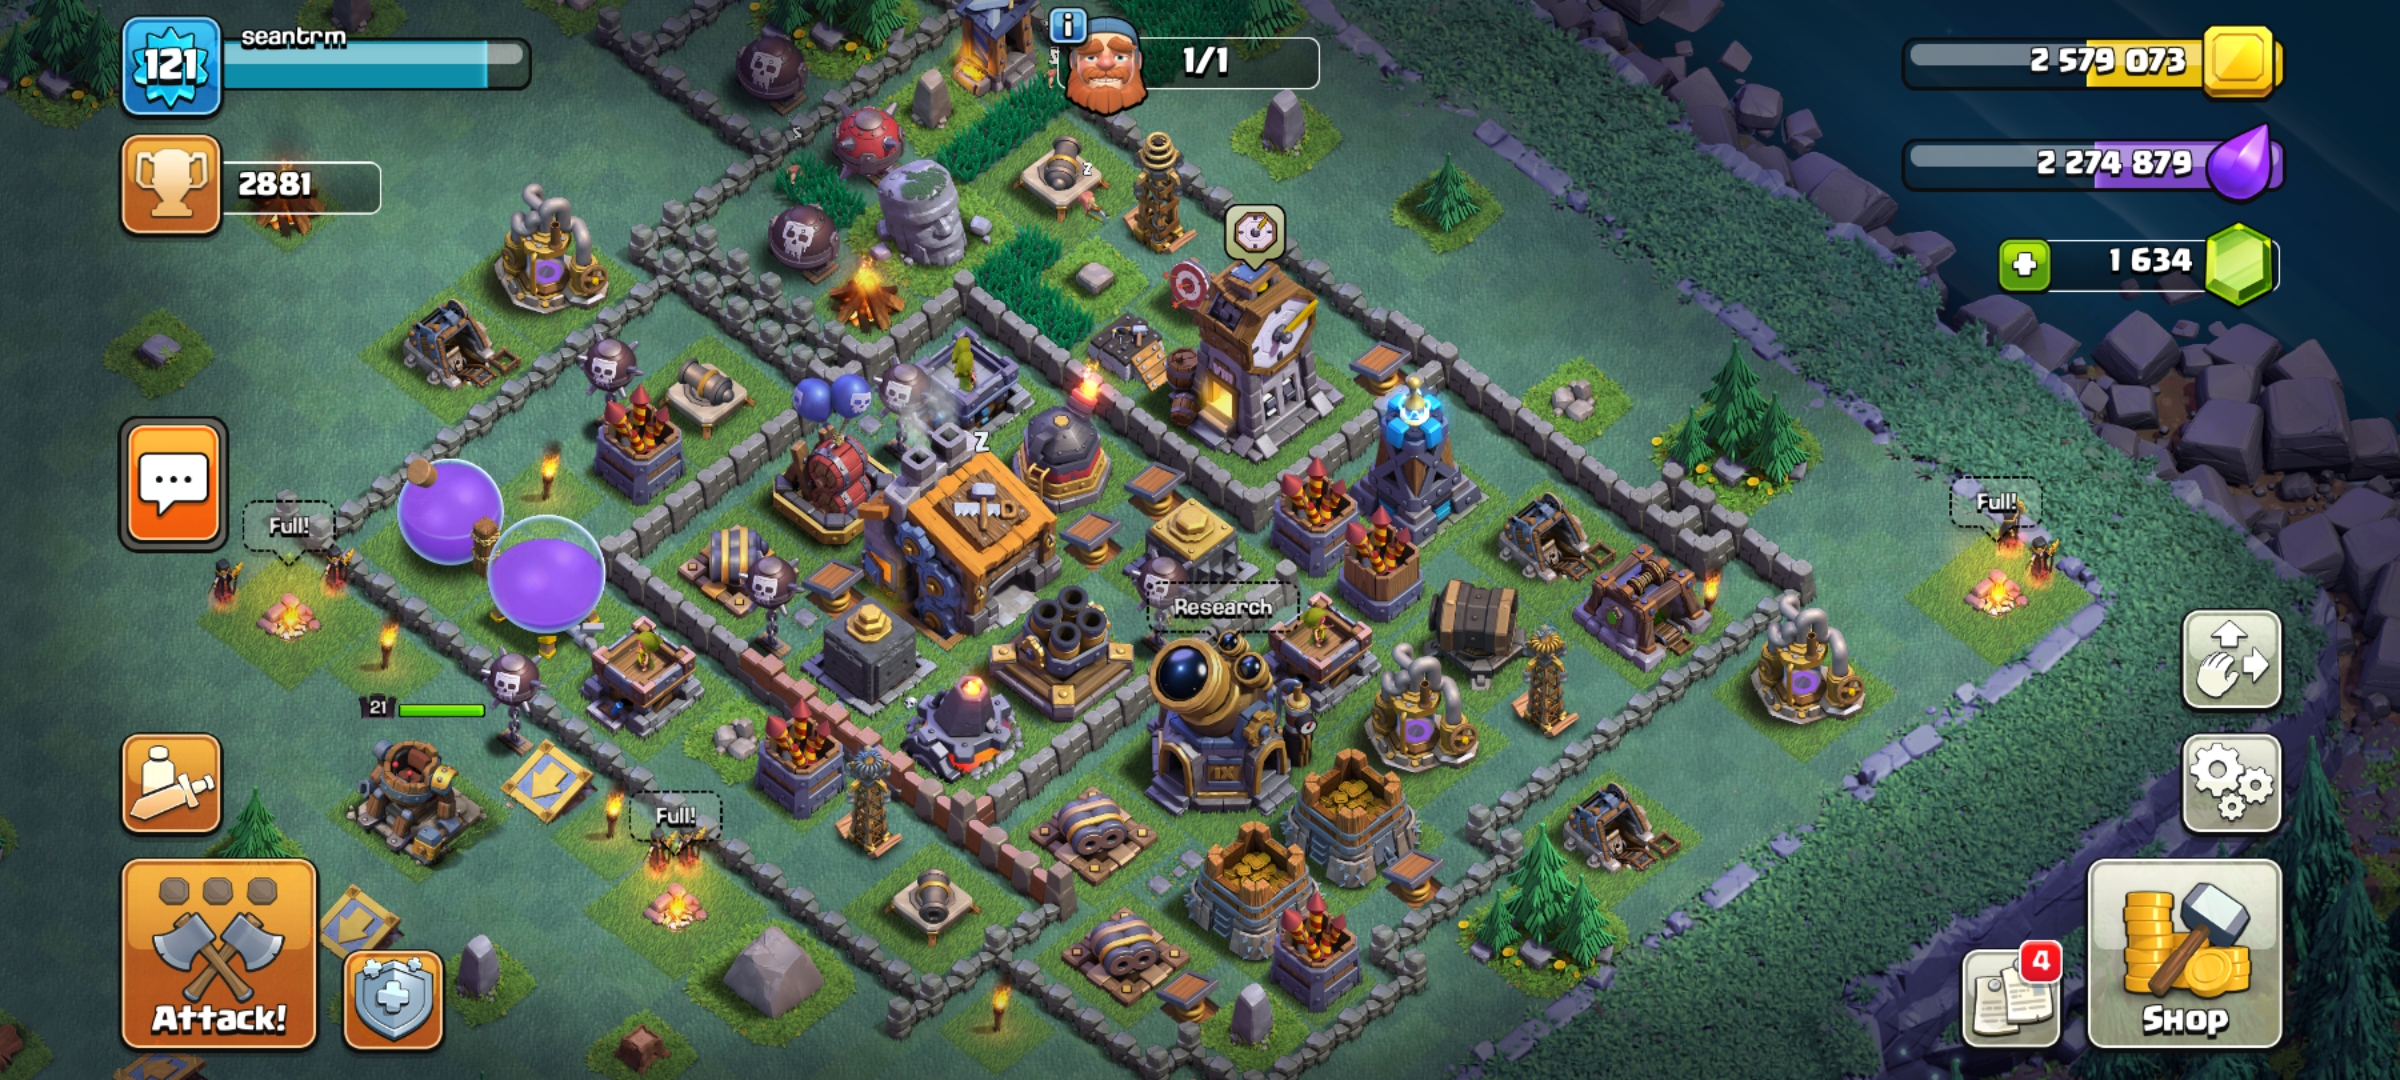 seantrm
121
i
1/1
2 579 073
2881
2 274 879
1 634
Full!
Full!
Research
21
Full!
Attack!
4
Shop